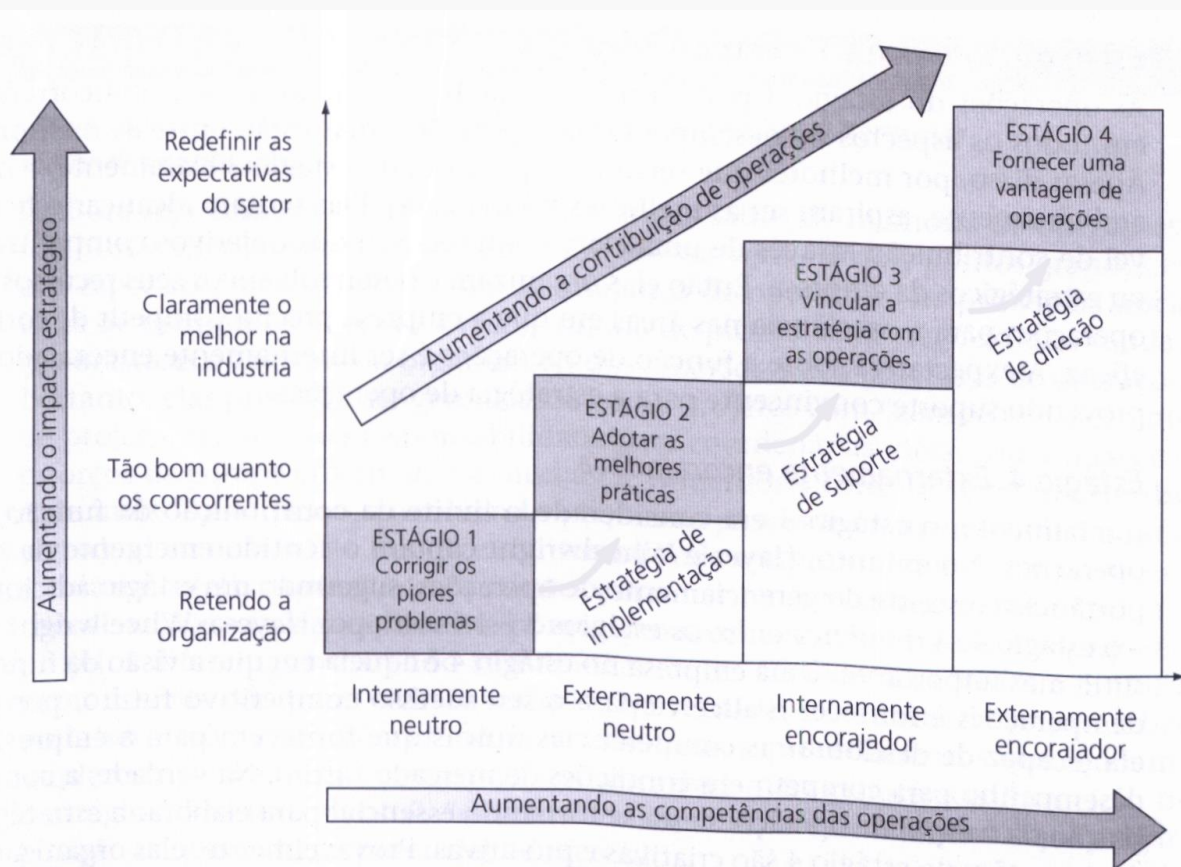 Aumentando o impacto estratégico
Redefinir as
expectativas
do setor
Claramente o
melhor na
indústria
Tão bom quanto
os concorrentes
Retendo a
organização
Aumentando a contribuição de operações
ESTÁGIO 1
Corrigir os
piores
problemas
ESTÁGIO 2
Adotar as
melhores
práticas
ESTÁGIO 3
Vincular a
estratégia com
as operações
ESTÁGIO 4
Fornecer uma
vantagem de
operações
Estratégia de
implementação
Estratégia
de suporte
Estratégia
de direção
Internamente
neutro
Externamente
neutro
Internamente
encorajador
Externamente
encorajador
Aumentando as competências das operações